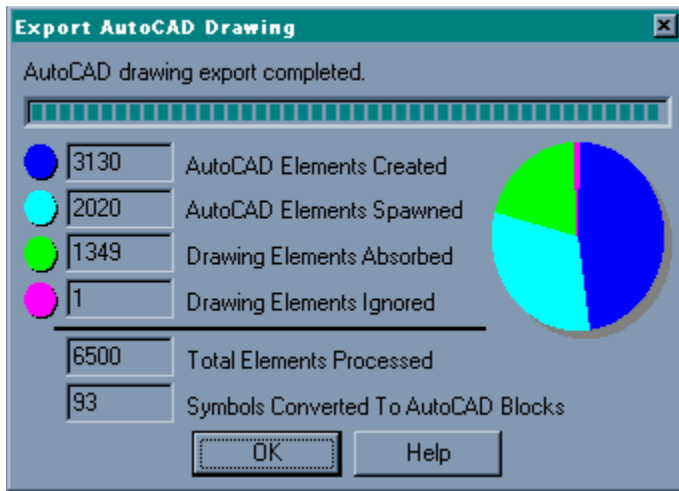 Export AutoCAD Drawing
AutoCAD drawing export completed.
3130 AutoCAD Elements Created
2020 AutoCAD Elements Spawned
1349 Drawing Elements Absorbed
1 Drawing Elements Ignored
6500 Total Elements Processed
93 Symbols Converted To AutoCAD Blocks
OK Help